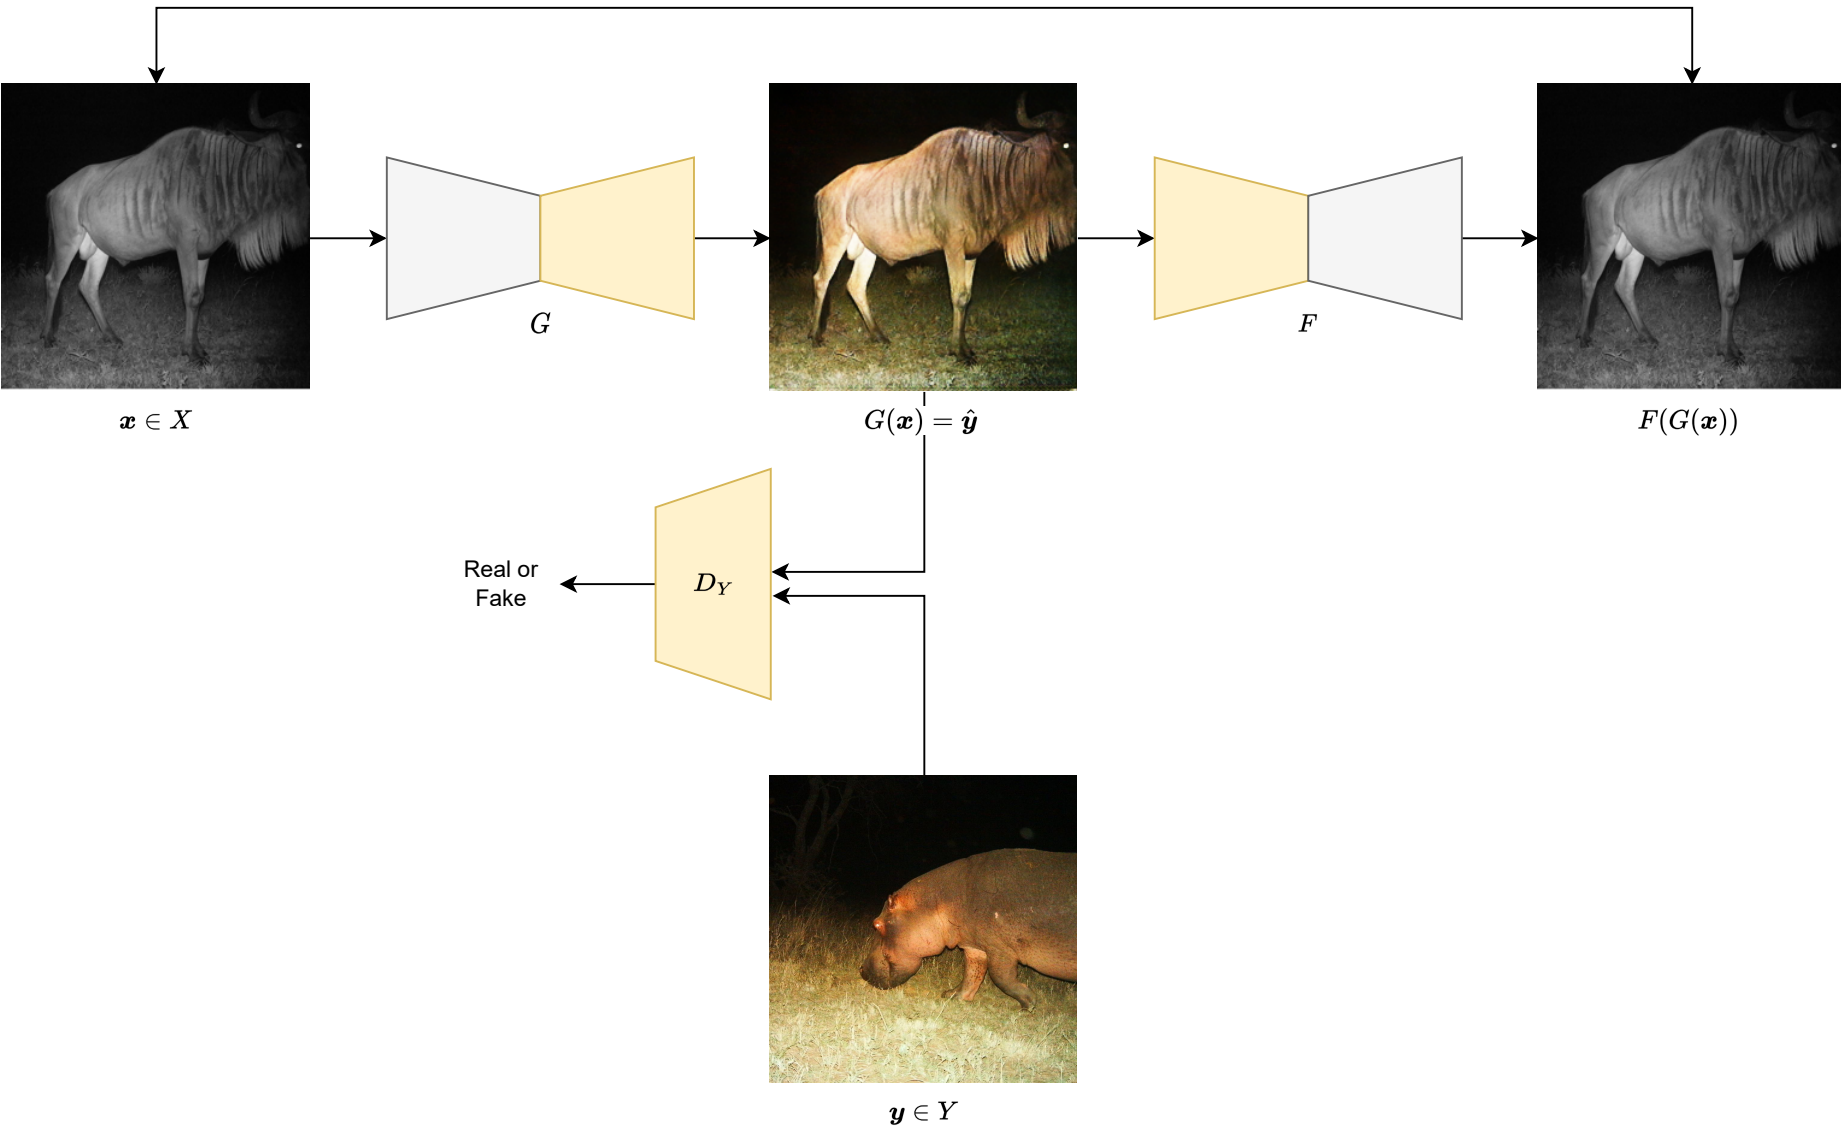 G
F
x ∈ X
G(x) = ŷ
F(G(x))
Real or
Fake
D_Y
y ∈ Y